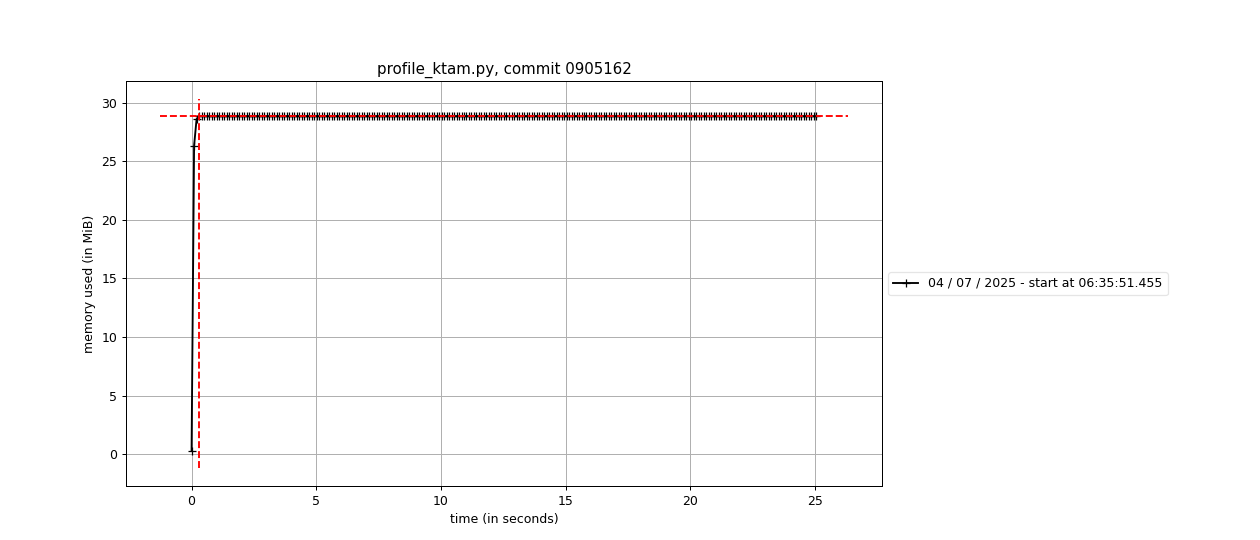 profile_ktam.py, commit 0905162
30
25
20
15
10
5
0
memory used (in MiB)
0 5 10 15 20 25
time (in seconds)
04 / 07 / 2025 - start at 06:35:51.455